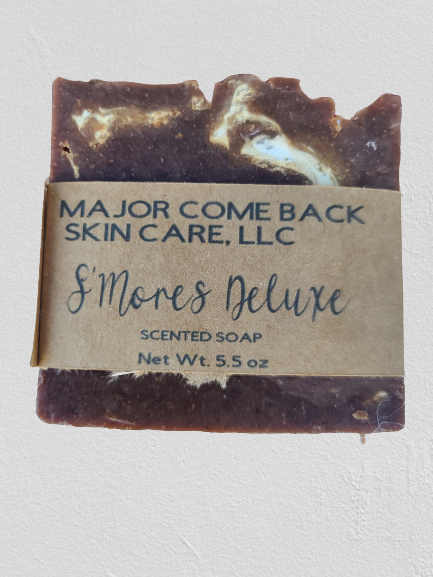 MAJOR COME BACK
SKIN CARE, LLC
S'Mores Deluxe
SCENTED SOAP
Net Wt. 5.5 oz